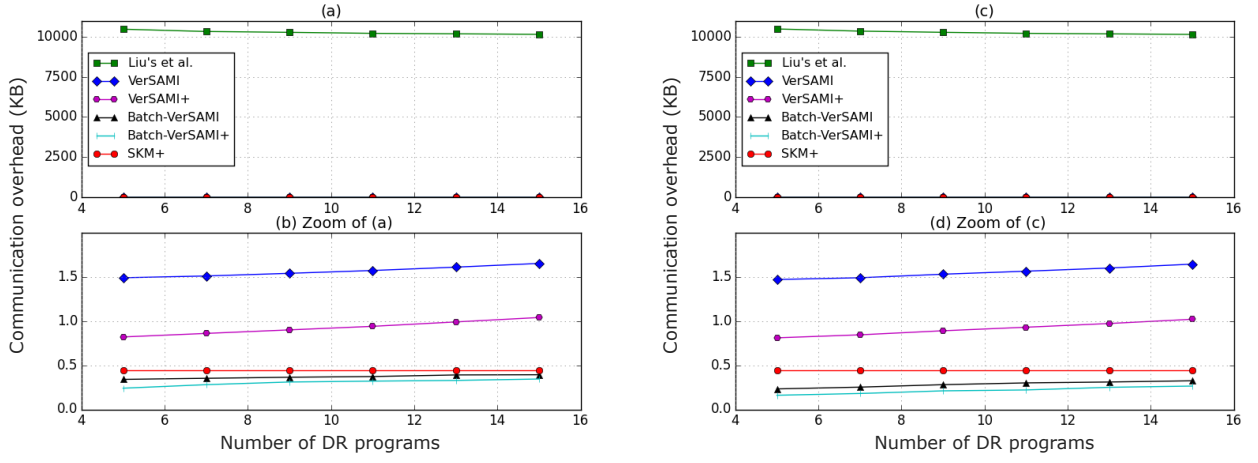 (a)
10000
7500
5000
2500
0
Liu's et al.
VerSAMI
VerSAMI+
Batch-VerSAMI
Batch-VerSAMI+
SKM+
4 6 8 10 12 14 16
(b) Zoom of (a)
1.5
1.0
0.5
0.0
4 6 8 10 12 14 16
Number of DR programs
Communication overhead (KB)
(c)
10000
7500
5000
2500
0
Liu's et al.
VerSAMI
VerSAMI+
Batch-VerSAMI
Batch-VerSAMI+
SKM+
4 6 8 10 12 14 16
(d) Zoom of (c)
1.5
1.0
0.5
0.0
4 6 8 10 12 14 16
Number of DR programs
Communication overhead (KB)